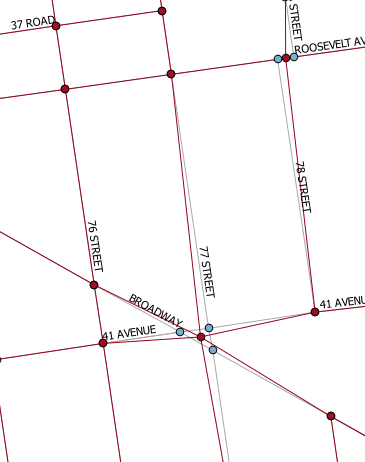 37 ROAD
STREET
ROOSEVELT AV
78 STREET
76 STREET
77 STREET
BROADWAY
41 AVENU
41 AVENUE